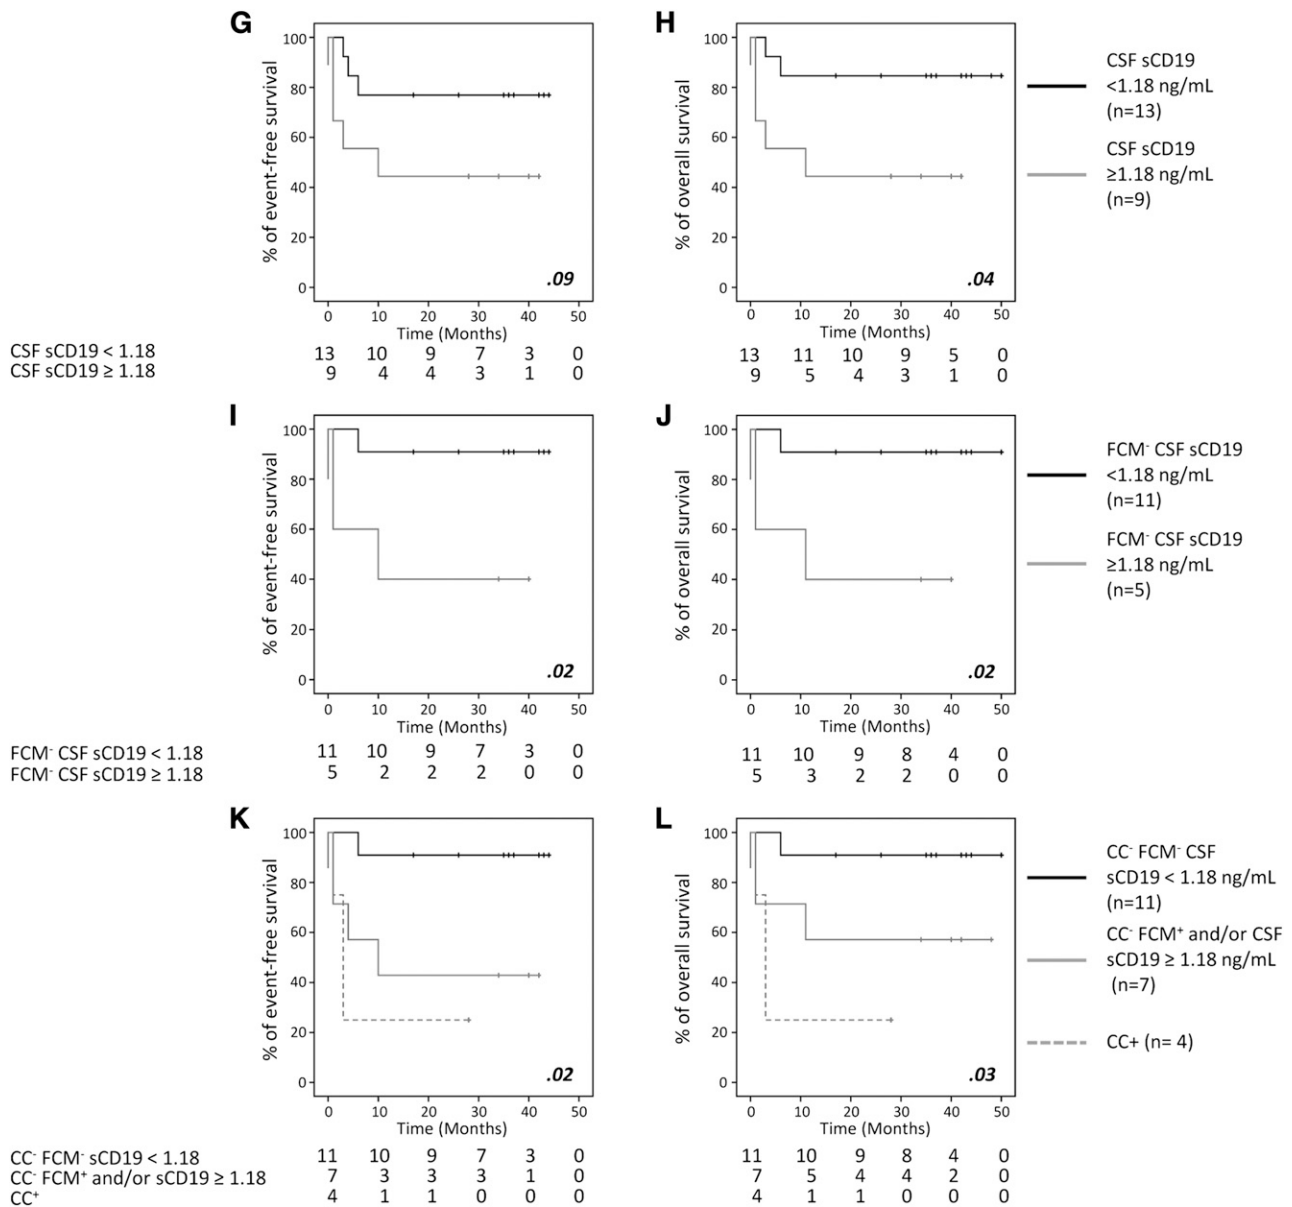 G
% of event-free survival
100
80
60
40
20
0
.09
0 10 20 30 40 50
Time (Months)
CSF sCD19 < 1.18 13 10 9 7 3 0
CSF sCD19 ≥ 1.18 9 4 4 3 1 0
H
% of overall survival
100
80
60
40
20
0
.04
0 10 20 30 40 50
Time (Months)
13 11 10 9 5 0
9 5 4 3 1 0
CSF sCD19
<1.18 ng/mL
(n=13)
CSF sCD19
≥1.18 ng/mL
(n=9)
I
% of event-free survival
100
80
60
40
20
0
.02
0 10 20 30 40 50
Time (Months)
FCM⁻ CSF sCD19 < 1.18 11 10 9 7 3 0
FCM⁻ CSF sCD19 ≥ 1.18 5 2 2 2 0 0
J
% of overall survival
100
80
60
40
20
0
.02
0 10 20 30 40 50
Time (Months)
11 10 9 8 4 0
5 3 2 2 0 0
FCM⁻ CSF sCD19
<1.18 ng/mL
(n=11)
FCM⁻ CSF sCD19
≥1.18 ng/mL
(n=5)
K
% of event-free survival
100
80
60
40
20
0
.02
0 10 20 30 40 50
Time (Months)
CC⁻ FCM⁻ sCD19 < 1.18 11 10 9 7 3 0
CC⁻ FCM⁺ and/or sCD19 ≥ 1.18 7 3 3 3 1 0
CC⁺ 4 1 1 0 0 0
L
% of overall survival
100
80
60
40
20
0
.03
0 10 20 30 40 50
Time (Months)
11 10 9 8 4 0
7 5 4 4 2 0
4 1 1 0 0 0
CC⁻ FCM⁻ CSF
sCD19 < 1.18 ng/mL
(n=11)
CC⁻ FCM⁺ and/or CSF
sCD19 ≥ 1.18 ng/mL
(n=7)
CC+ (n= 4)